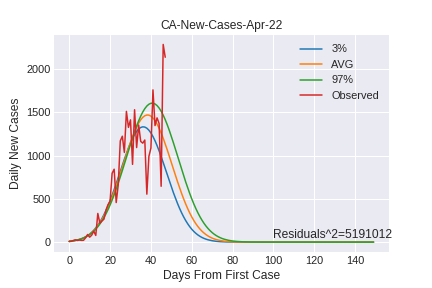 CA-New-Cases-Apr-22
3%
AVG
97%
Observed
2000
1500
1000
500
0
Daily New Cases
Residuals^2=5191012
0 20 40 60 80 100 120 140
Days From First Case